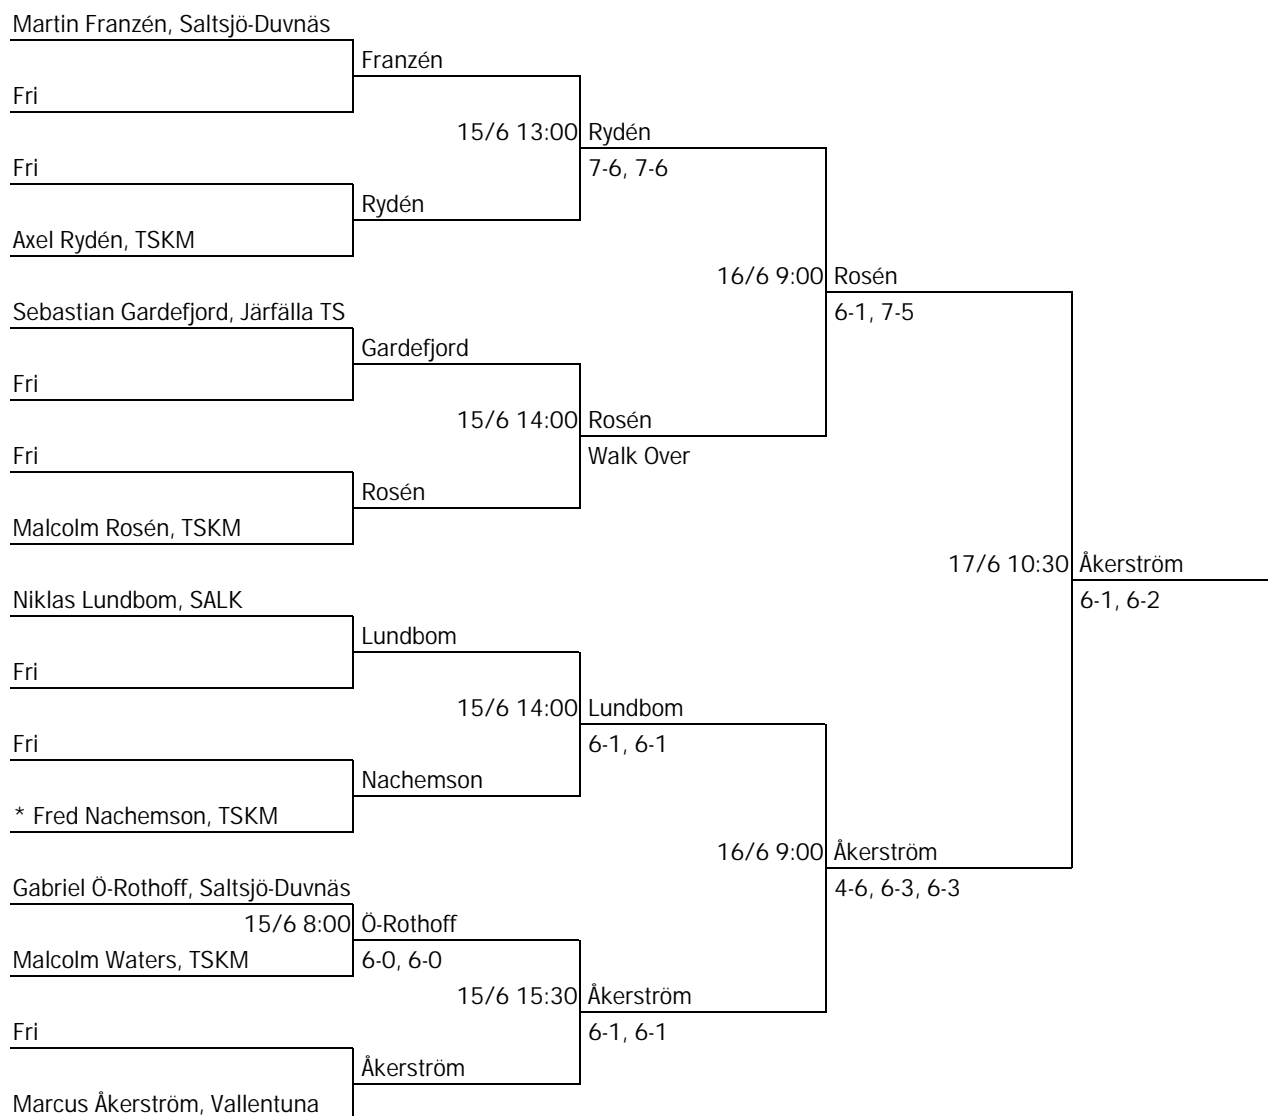 Martin Franzén, Saltsjö-Duvnäs
Franzén
Fri
15/6 13:00 Rydén
Fri
7-6, 7-6
Rydén
Axel Rydén, TSKM
16/6 9:00 Rosén
Sebastian Gardefjord, Järfälla TS
6-1, 7-5
Gardefjord
Fri
15/6 14:00 Rosén
Fri
Walk Over
Rosén
Malcolm Rosén, TSKM
17/6 10:30 Åkerström
Niklas Lundbom, SALK
6-1, 6-2
Lundbom
Fri
15/6 14:00 Lundbom
Fri
6-1, 6-1
Nachemson
* Fred Nachemson, TSKM
16/6 9:00 Åkerström
Gabriel Ö-Rothoff, Saltsjö-Duvnäs
4-6, 6-3, 6-3
15/6 8:00 Ö-Rothoff
Malcolm Waters, TSKM
6-0, 6-0
15/6 15:30 Åkerström
Fri
6-1, 6-1
Åkerström
Marcus Åkerström, Vallentuna